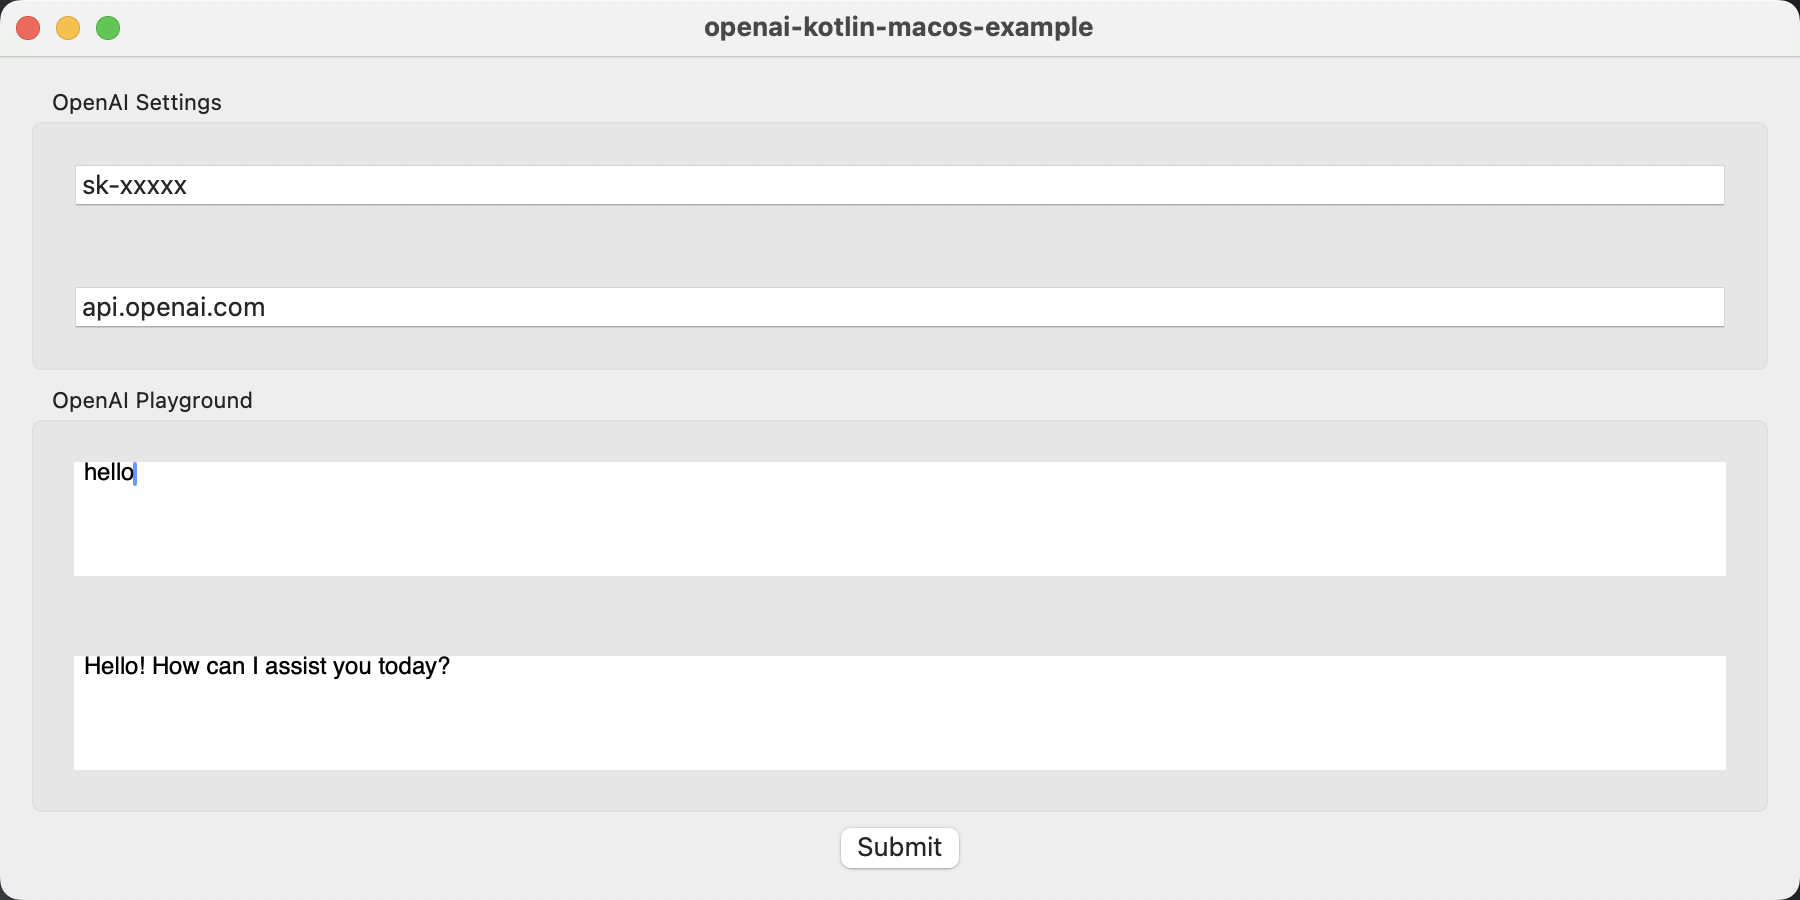 openai-kotlin-macos-example
OpenAI Settings
sk-xxxxx
api.openai.com
OpenAI Playground
hello
Hello! How can I assist you today?
Submit